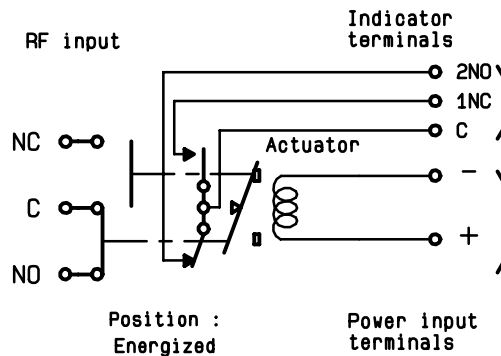 Indicator
terminals
RF input
2NO
1NC
C
Actuator
NC
C
NO
-
+
Position :
Energized
Power input
terminals